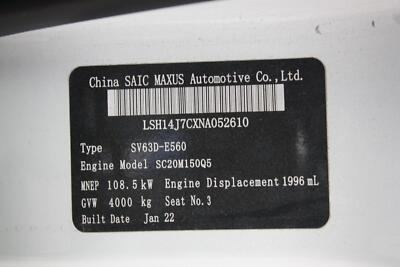 China SAIC MAXUS Automotive Co., Ltd.
LSH14J7CXNA052610
Type SV63D-E560
Engine Model SC20M150Q5
MNEP 108.5 kW Engine Displacement 1996 mL
GVW 4000 kg Seat No. 3
Built Date Jan 22